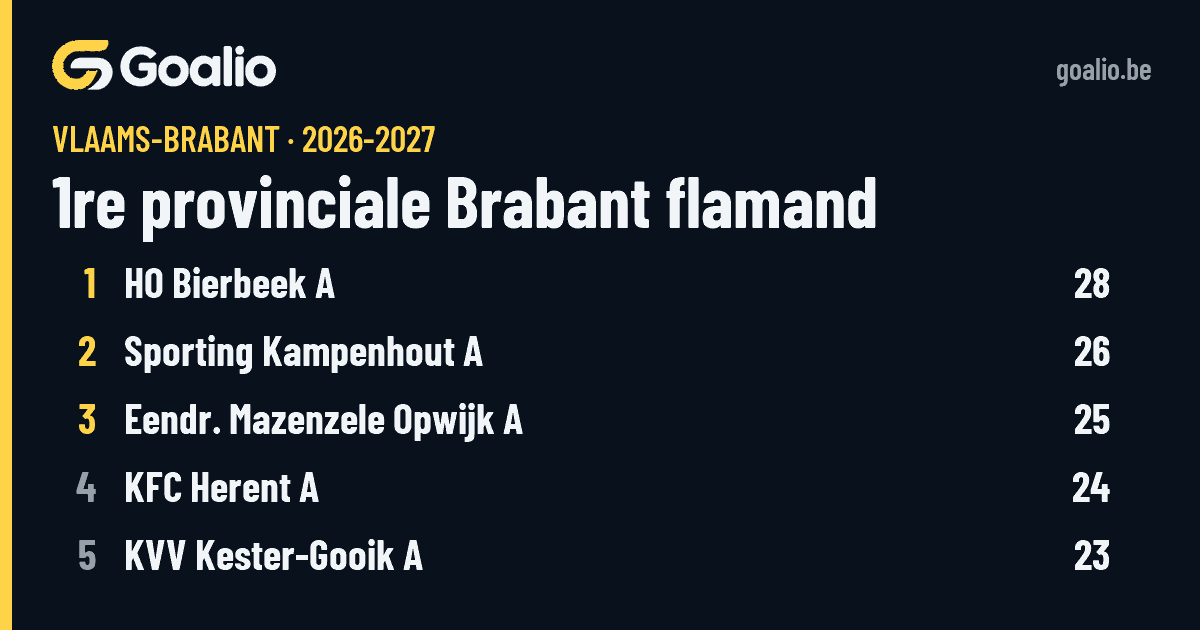 Goalio
goalio.be
VLAAMS-BRABANT · 2026-2027
1re provinciale Brabant flamand
1 HO Bierbeek A 28
2 Sporting Kampenhout A 26
3 Eendr. Mazenzele Opwijk A 25
4 KFC Herent A 24
5 KVV Kester-Gooik A 23